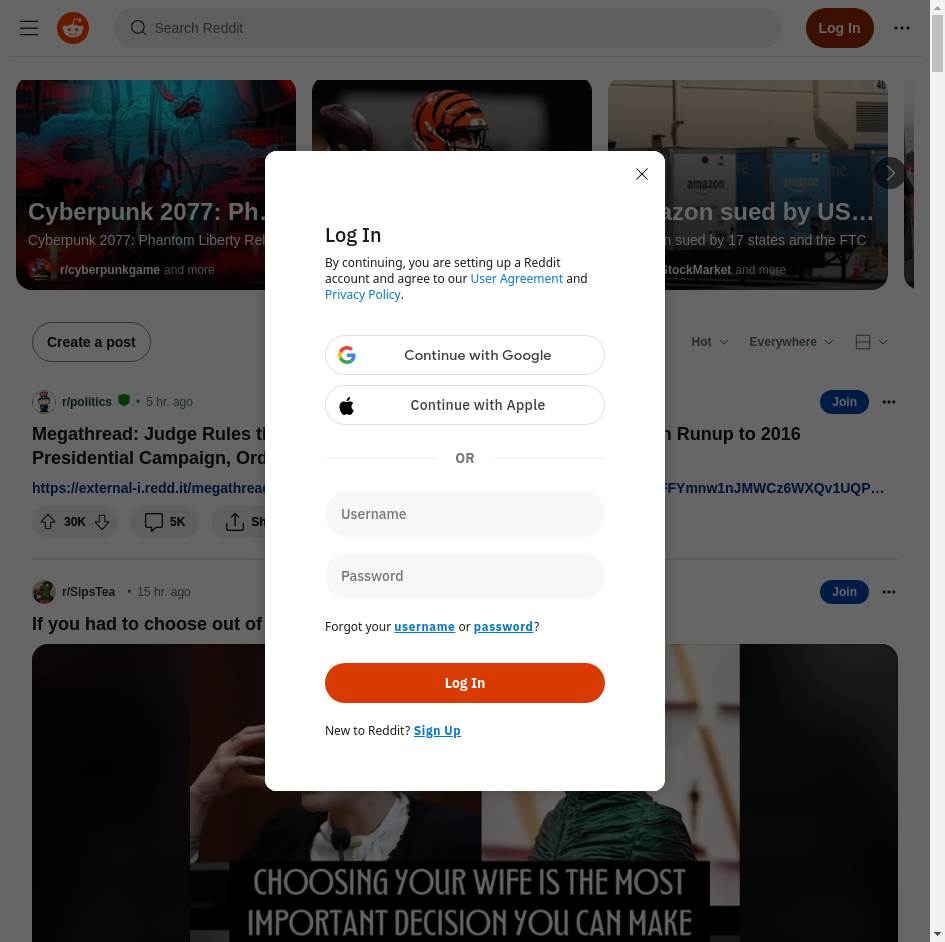 Search Reddit
Log In
Cyberpunk 2077: Ph…
Cyberpunk 2077: Phantom Liberty Rel
r/cyberpunkgame and more
amazon
amazon
azon sued by US…
n sued by 17 states and the FTC
StockMarket and more
Log In
By continuing, you are setting up a Reddit
account and agree to our User Agreement and
Privacy Policy.
Continue with Google
Continue with Apple
OR
Username
Password
Forgot your username or password?
Log In
New to Reddit? Sign Up
Create a post
Hot
Everywhere
r/politics • 5 hr. ago
Join
Megathread: Judge Rules t
n Runup to 2016
Presidential Campaign, Ord
https://external-i.redd.it/megathread
FYmnw1nJMWCz6WXQv1UQP…
30K
5K
Sh
r/SipsTea • 15 hr. ago
Join
If you had to choose out of
CHOOSING YOUR WIFE IS THE MOST
IMPORTANT DECISION YOU CAN MAKE